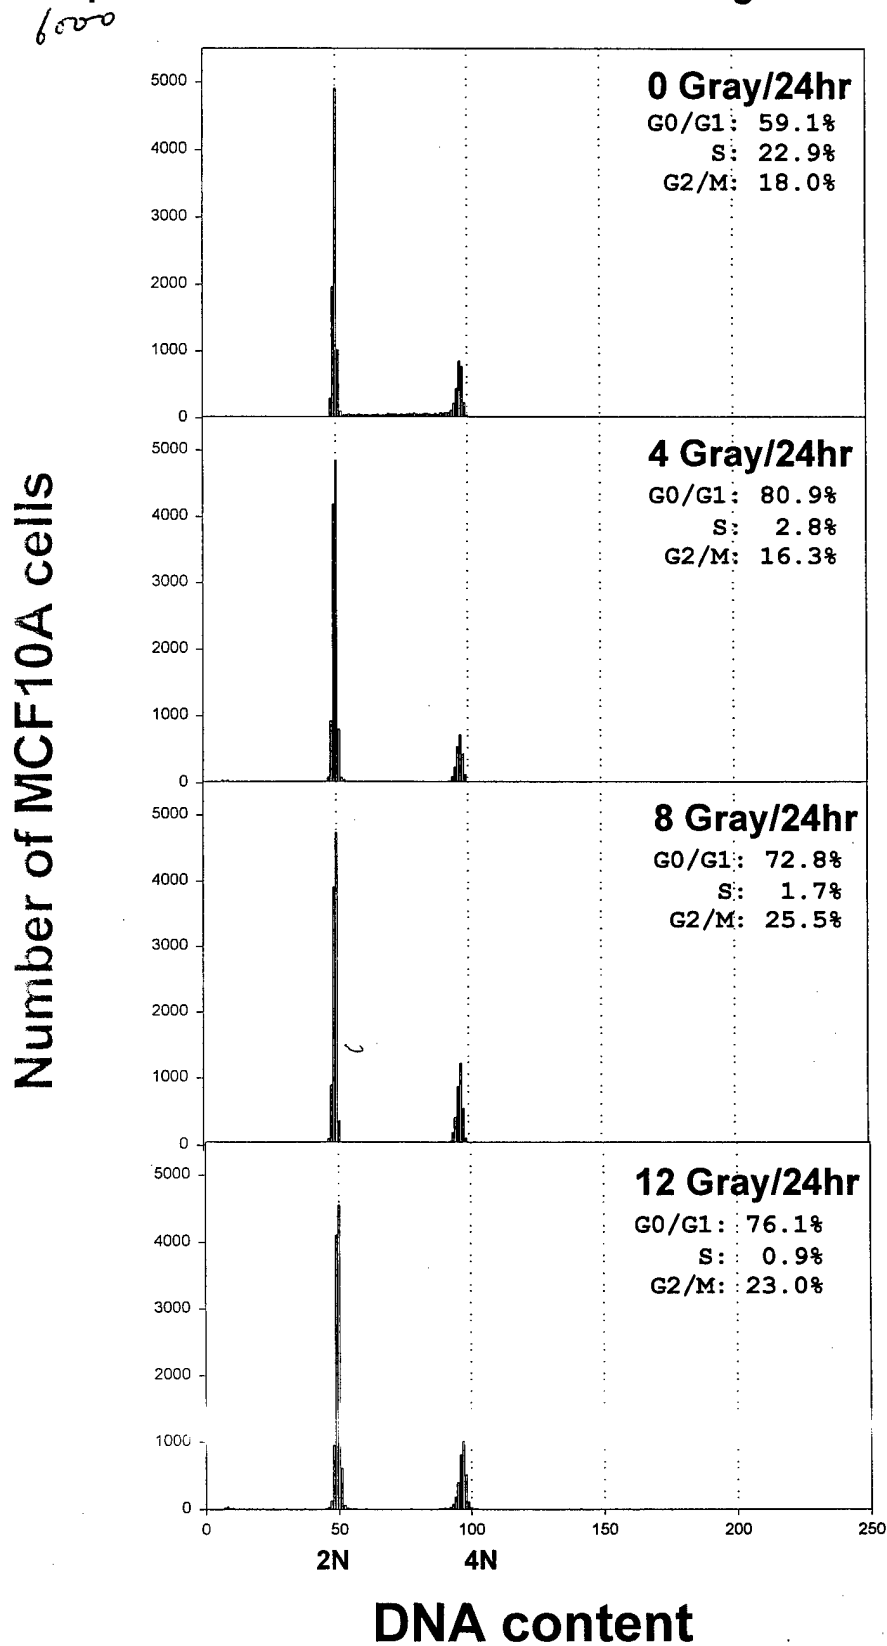 0 Gray/24hr
G0/G1: 59.1%
S: 22.9%
G2/M: 18.0%
5000
4000
3000
2000
1000
0
4 Gray/24hr
G0/G1: 80.9%
S: 2.8%
G2/M: 16.3%
5000
4000
3000
2000
1000
0
Number of MCF10A cells
8 Gray/24hr
G0/G1: 72.8%
S: 1.7%
G2/M: 25.5%
5000
4000
3000
2000
1000
0
12 Gray/24hr
G0/G1: 76.1%
S: 0.9%
G2/M: 23.0%
5000
4000
3000
2000
1000
0
0 50 100 150 200 250
2N 4N
DNA content